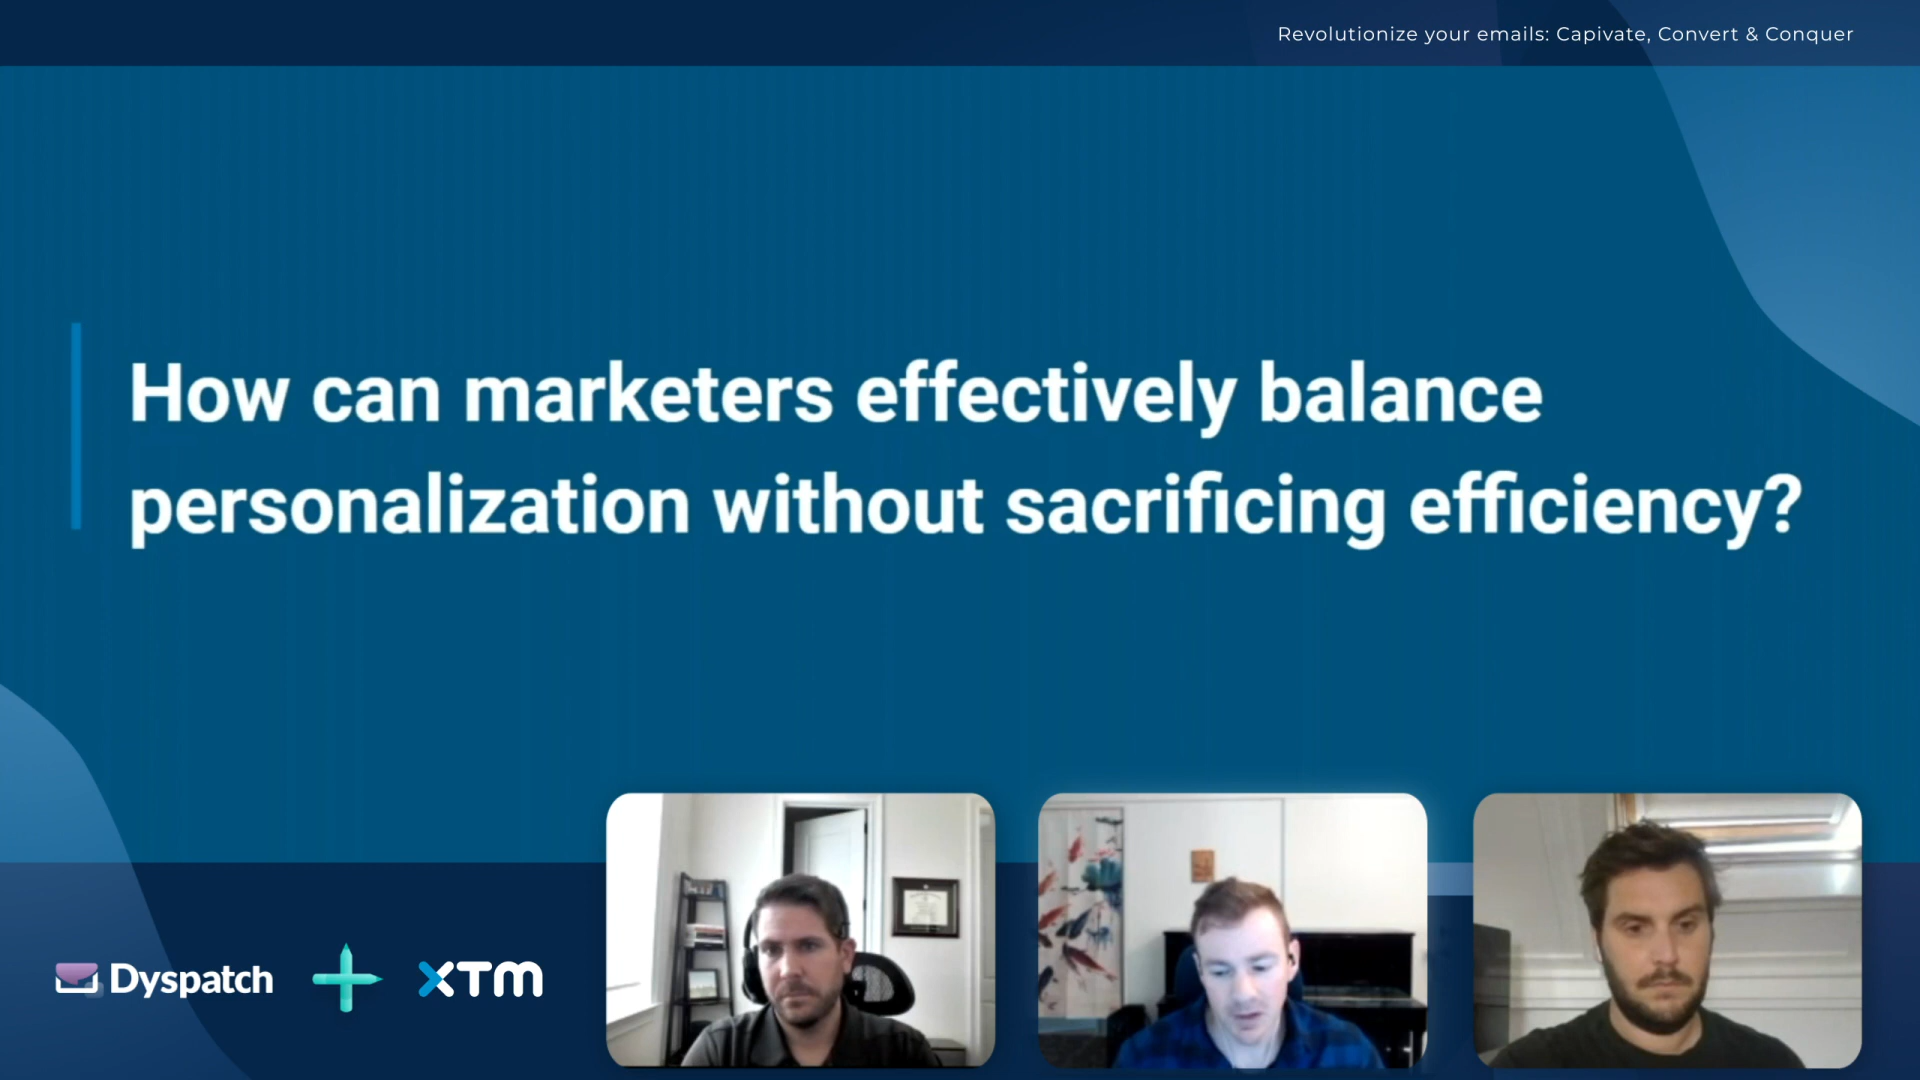 Revolutionize your emails: Capivate, Convert & Conquer
How can marketers effectively balance
personalization without sacrificing efficiency?
Dyspatch
XTM